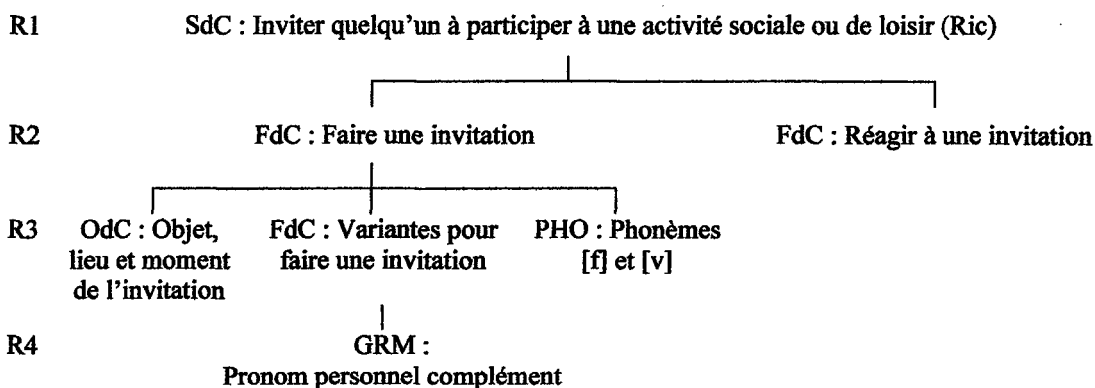 R1 SdC : Inviter quelqu'un à participer à une activité sociale ou de loisir (Ric)
R2 FdC : Faire une invitation FdC : Réagir à une invitation
R3 OdC : Objet, FdC : Variantes pour PHO : Phonèmes
lieu et moment faire une invitation [f] et [v]
de l'invitation
R4 GRM :
Pronom personnel complément